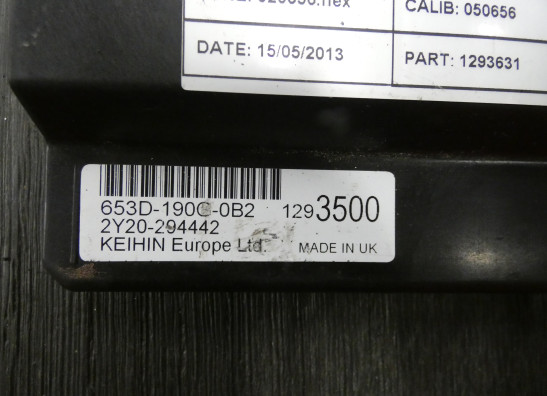 CALIB: 050656
DATE: 15/05/2013
PART: 1293631
653D-190C-0B2 1293500
2Y20-294442
KEIHIN Europe Ltd. MADE IN UK